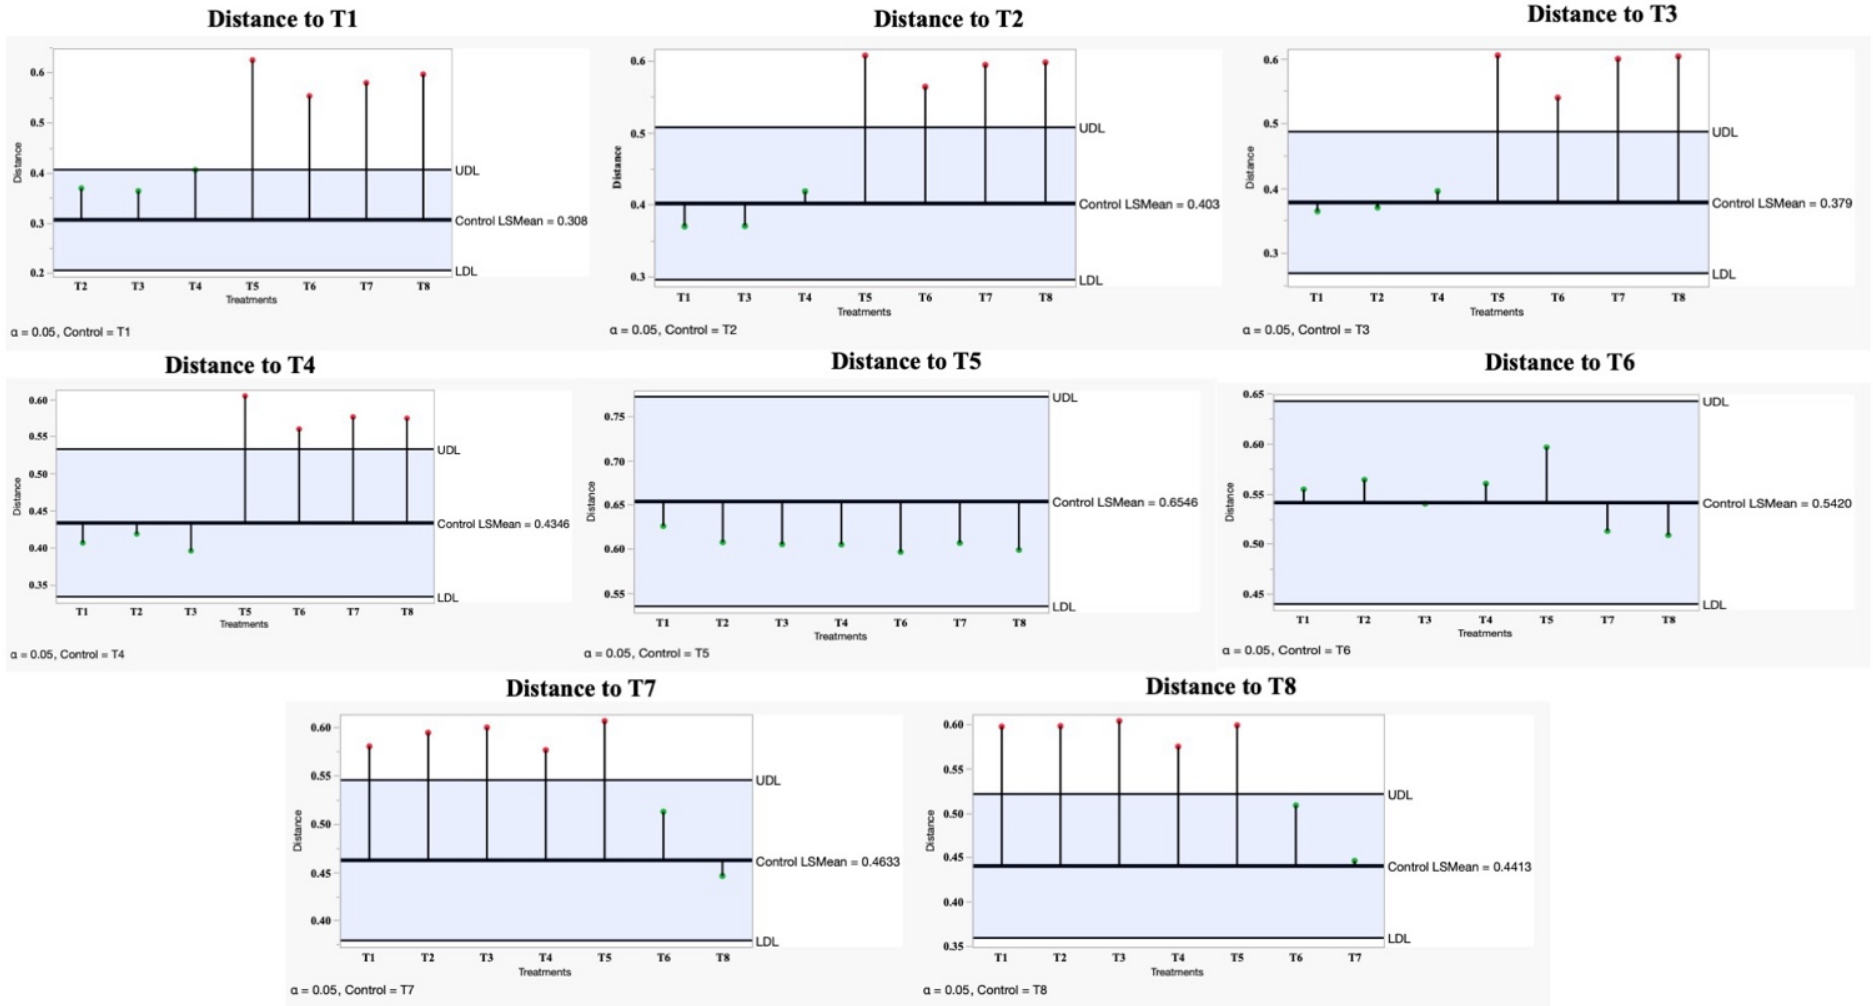 Distance to T1
0.6
0.5
0.4
0.3
0.2
Distance
UDL
Control LSMean = 0.308
LDL
T2 T3 T4 T5 T6 T7 T8
Treatments
α = 0.05, Control = T1
Distance to T2
0.6
0.5
0.4
0.3
Distance
UDL
Control LSMean = 0.403
LDL
T1 T3 T4 T5 T6 T7 T8
Treatments
α = 0.05, Control = T2
Distance to T3
0.6
0.5
0.4
0.3
Distance
UDL
Control LSMean = 0.379
LDL
T1 T2 T4 T5 T6 T7 T8
Treatments
α = 0.05, Control = T3
Distance to T4
0.60
0.55
0.50
0.45
0.40
0.35
Distance
UDL
Control LSMean = 0.4346
LDL
T1 T2 T3 T5 T6 T7 T8
Treatments
α = 0.05, Control = T4
Distance to T5
0.75
0.70
0.65
0.60
0.55
Distance
UDL
Control LSMean = 0.6546
LDL
T1 T2 T3 T4 T6 T7 T8
Treatments
α = 0.05, Control = T5
Distance to T6
0.65
0.60
0.55
0.50
0.45
Distance
UDL
Control LSMean = 0.5420
LDL
T1 T2 T3 T4 T5 T7 T8
Treatments
α = 0.05, Control = T6
Distance to T7
0.60
0.55
0.50
0.45
0.40
Distance
UDL
Control LSMean = 0.4633
LDL
T1 T2 T3 T4 T5 T6 T8
Treatments
α = 0.05, Control = T7
Distance to T8
0.60
0.55
0.50
0.45
0.40
0.35
Distance
UDL
Control LSMean = 0.4413
LDL
T1 T2 T3 T4 T5 T6 T7
Treatments
α = 0.05, Control = T8